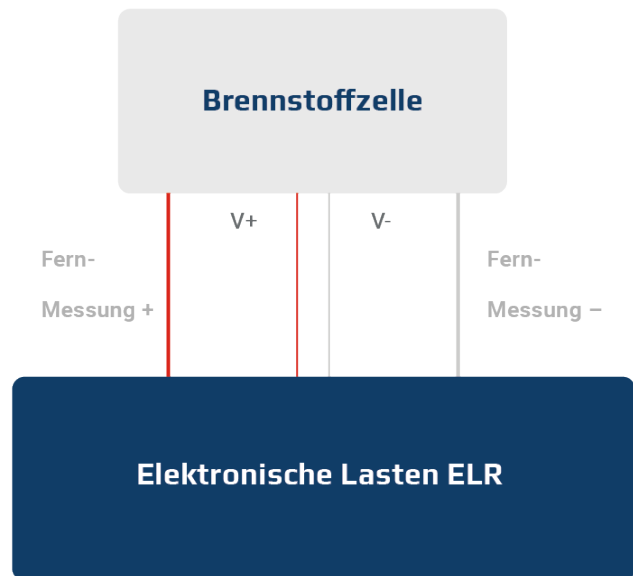 Brennstoffzelle
V+
V-
Fern-
Messung +
Fern-
Messung –
Elektronische Lasten ELR